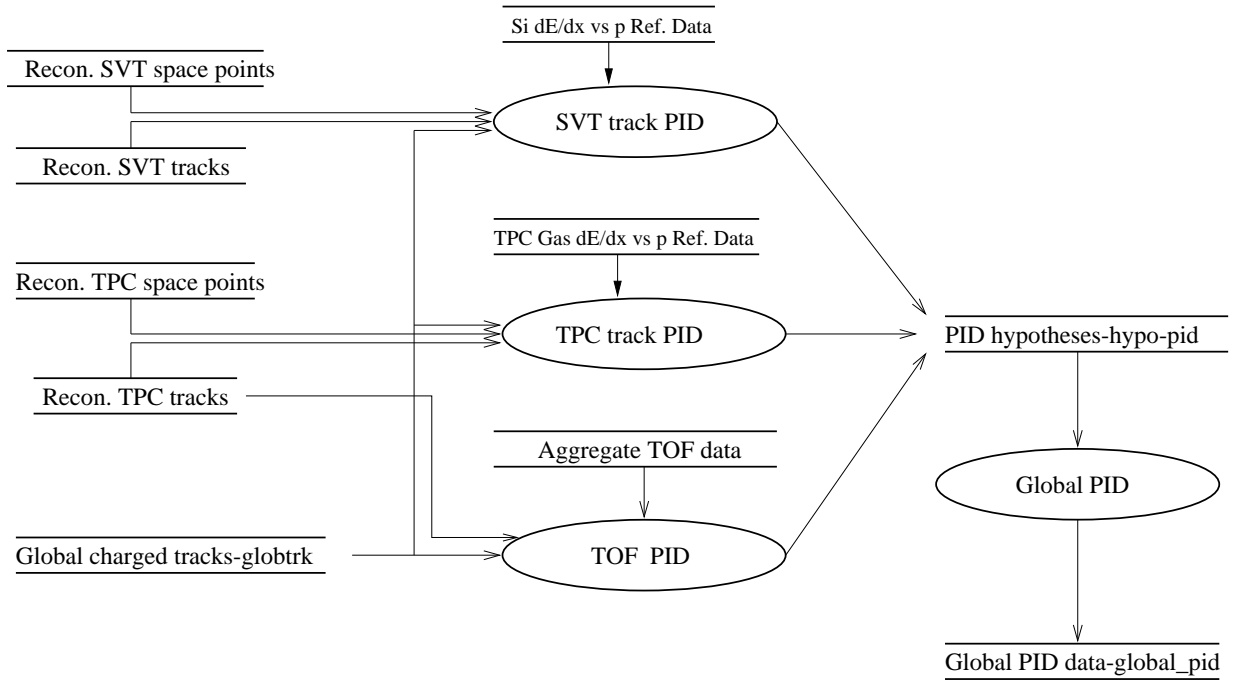 Si dE/dx vs p Ref. Data
Recon. SVT space points
SVT track PID
Recon. SVT tracks
TPC Gas dE/dx vs p Ref. Data
Recon. TPC space points
TPC track PID
PID hypotheses-hypo-pid
Recon. TPC tracks
Aggregate TOF data
Global PID
Global charged tracks-globtrk
TOF PID
Global PID data-global_pid